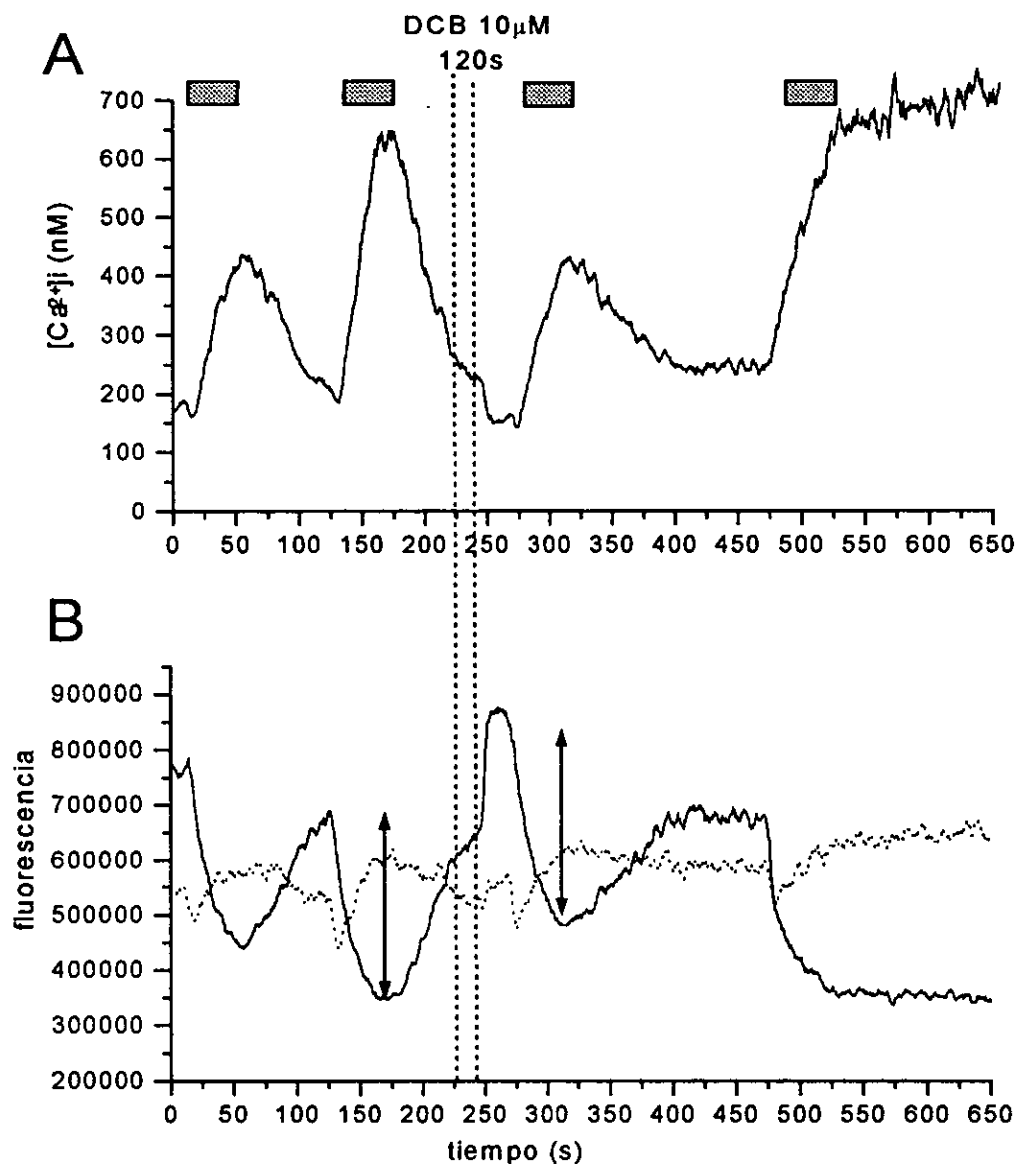 DCB 10µM
120s
A
700
600
500
400
300
200
100
0
[Ca²⁺]i (nM)
0 50 100 150 200 250 300 350 400 450 500 550 600 650
B
900000
800000
700000
600000
500000
400000
300000
200000
fluorescencia
0 50 100 150 200 250 300 350 400 450 500 550 600 650
tiempo (s)